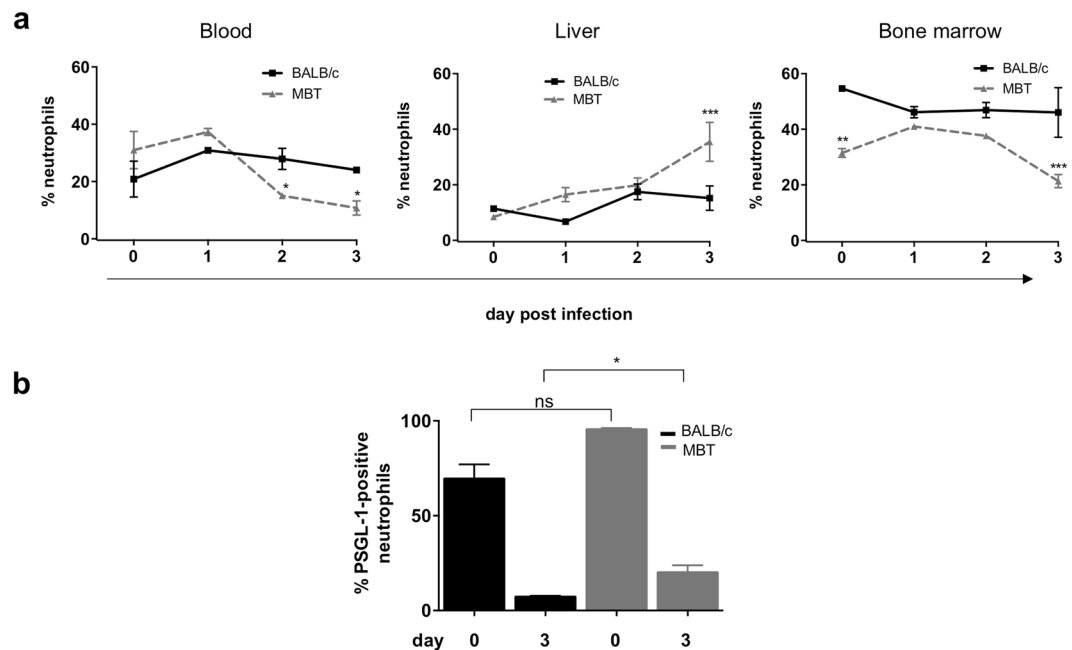 a
Blood
Liver
Bone marrow
% neutrophils
60
40
20
0
BALB/c
MBT
*
*
0 1 2 3
% neutrophils
60
40
20
0
BALB/c
MBT
***
0 1 2 3
% neutrophils
60
40
20
0
BALB/c
MBT
**
***
0 1 2 3
day post infection
b
*
ns
% PSGL-1-positive
neutrophils
100
50
0
BALB/c
MBT
day 0 3 0 3